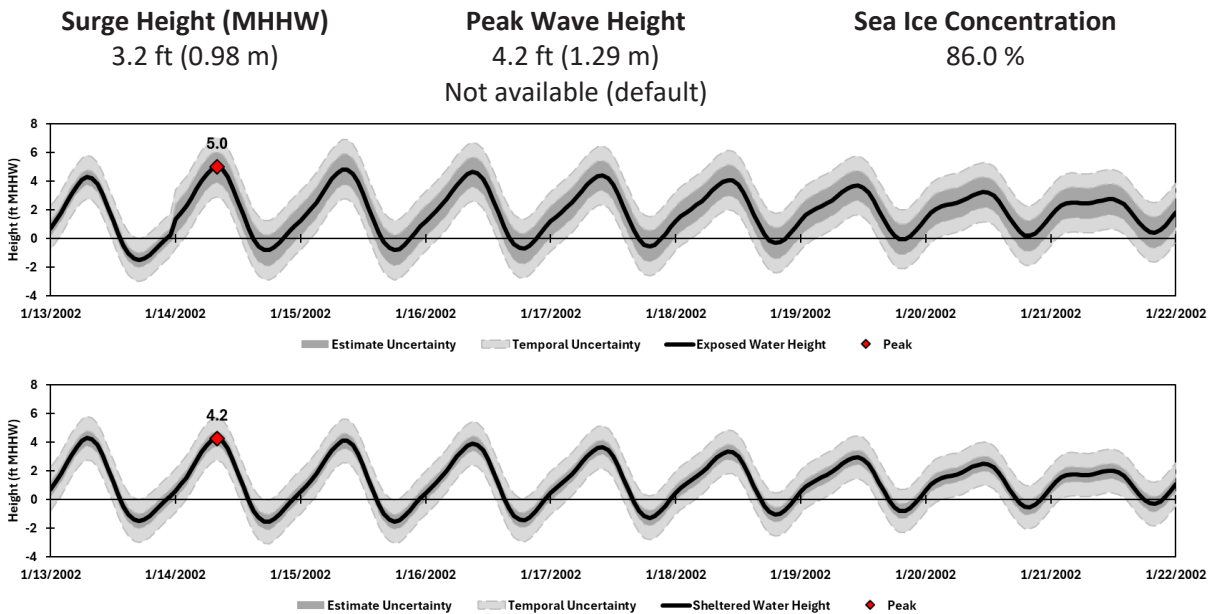 Surge Height (MHHW) Peak Wave Height Sea Ice Concentration
3.2 ft (0.98 m) 4.2 ft (1.29 m) 86.0 %
Not available (default)
8
5.0
6
4
2
0
-2
-4
Height (ft MHHW)
1/13/2002 1/14/2002 1/15/2002 1/16/2002 1/17/2002 1/18/2002 1/19/2002 1/20/2002 1/21/2002 1/22/2002
Estimate Uncertainty Temporal Uncertainty Exposed Water Height Peak
8
4.2
6
4
2
0
-2
-4
Height (ft MHHW)
1/13/2002 1/14/2002 1/15/2002 1/16/2002 1/17/2002 1/18/2002 1/19/2002 1/20/2002 1/21/2002 1/22/2002
Estimate Uncertainty Temporal Uncertainty Sheltered Water Height Peak